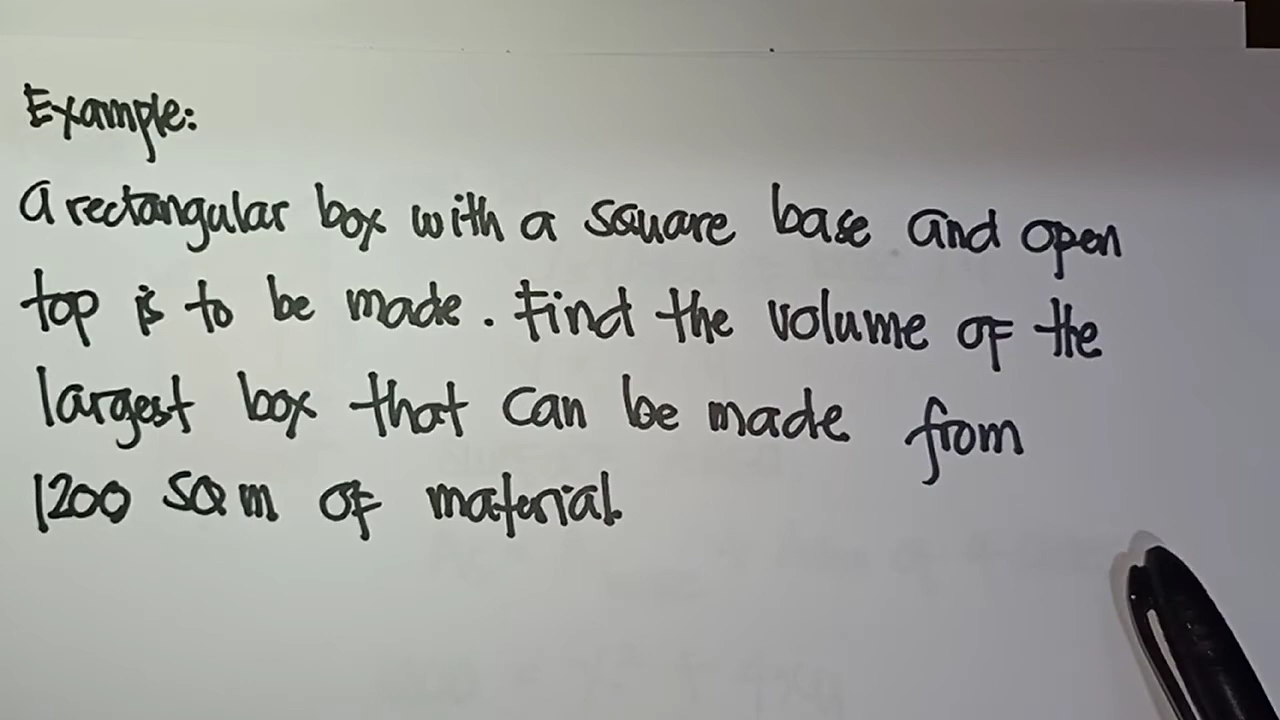 Example:
a rectangular box with a square base and open
top is to be made. Find the volume of the
largest box that can be made from
1200 sqm of material.